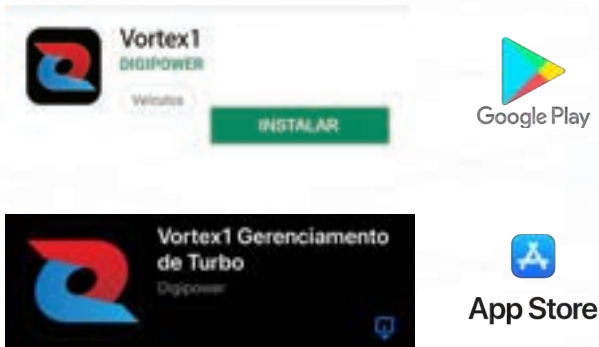 Vortex1
DIGIPOWER
Veículos
INSTALAR
Google Play
Vortex1 Gerenciamento
de Turbo
Digipower
App Store